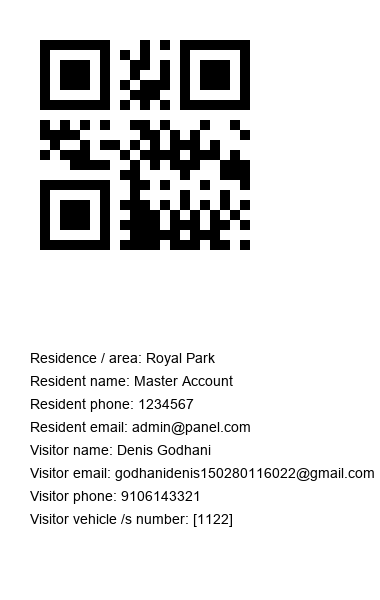 Residence / area: Royal Park
Resident name: Master Account
Resident phone: 1234567
Resident email: admin@panel.com
Visitor name: Denis Godhani
Visitor email: godhanidenis150280116022@gmail.com
Visitor phone: 9106143321
Visitor vehicle /s number: [1122]